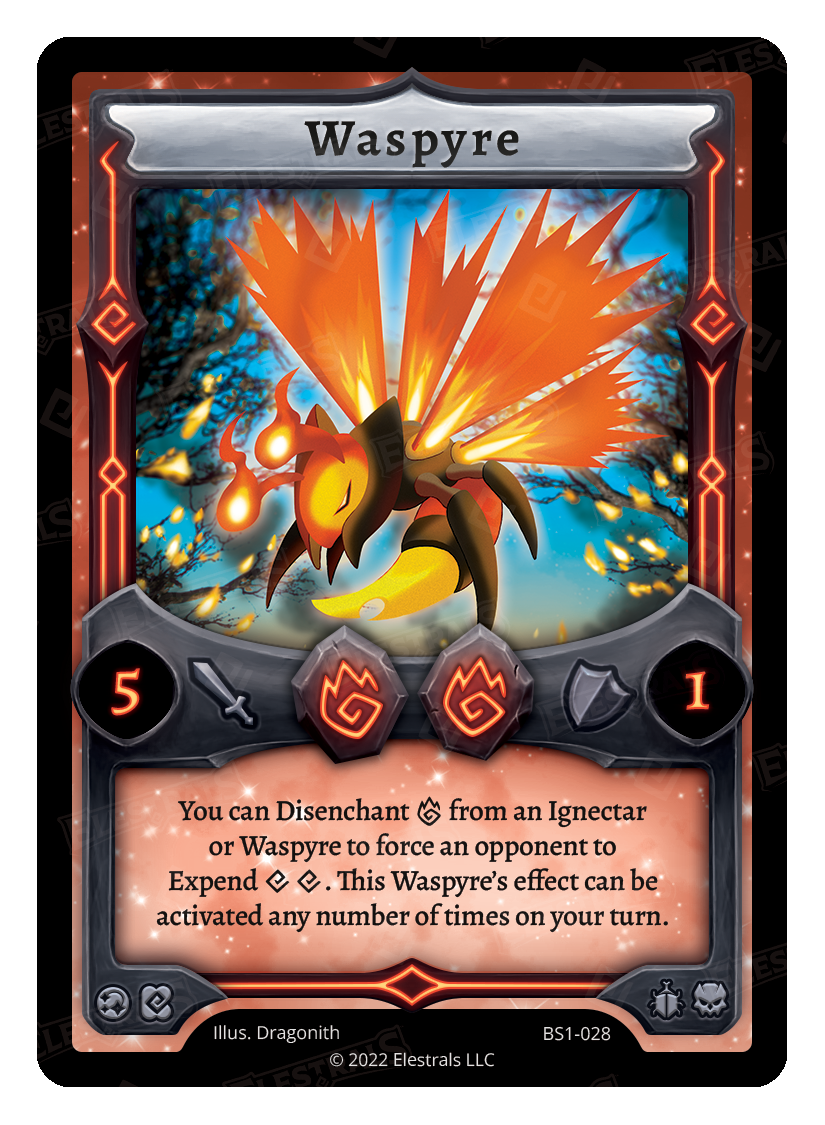 Waspyre
5
1
You can Disenchant from an Ignectar
or Waspyre to force an opponent to
Expend . This Waspyre's effect can be
activated any number of times on your turn.
Illus. Dragonith
BS1-028
© 2022 Elestrals LLC